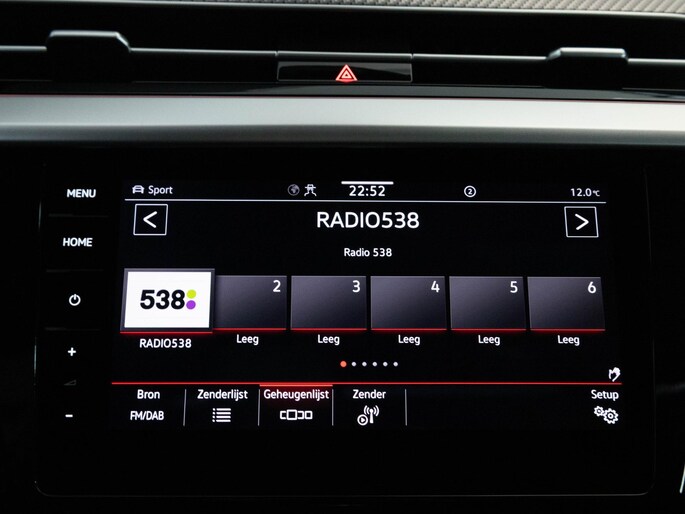 MENU
HOME
Sport
22:52
2
12.0°C
RADIO538
Radio 538
538
2
3
4
5
6
RADIO538
Leeg
Leeg
Leeg
Leeg
Leeg
Bron
Zenderlijst
Geheugenlijst
Zender
Setup
FM/DAB